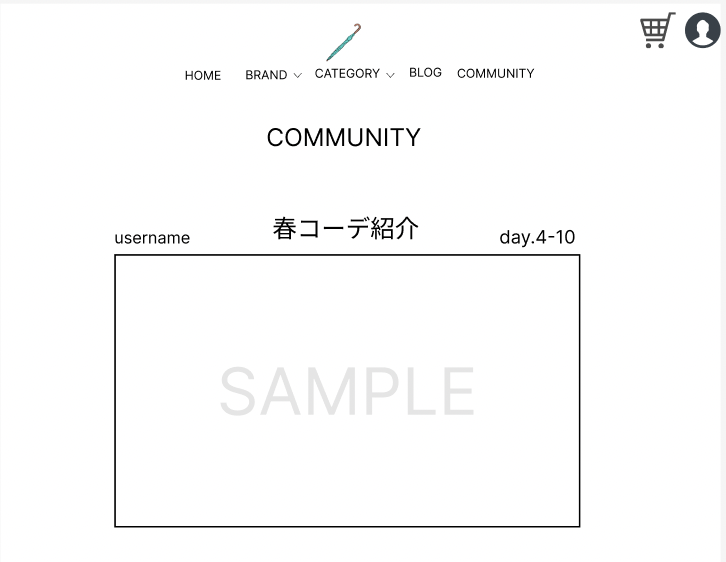 HOME BRAND CATEGORY BLOG COMMUNITY
COMMUNITY
username 春コーデ紹介 day.4-10
SAMPLE